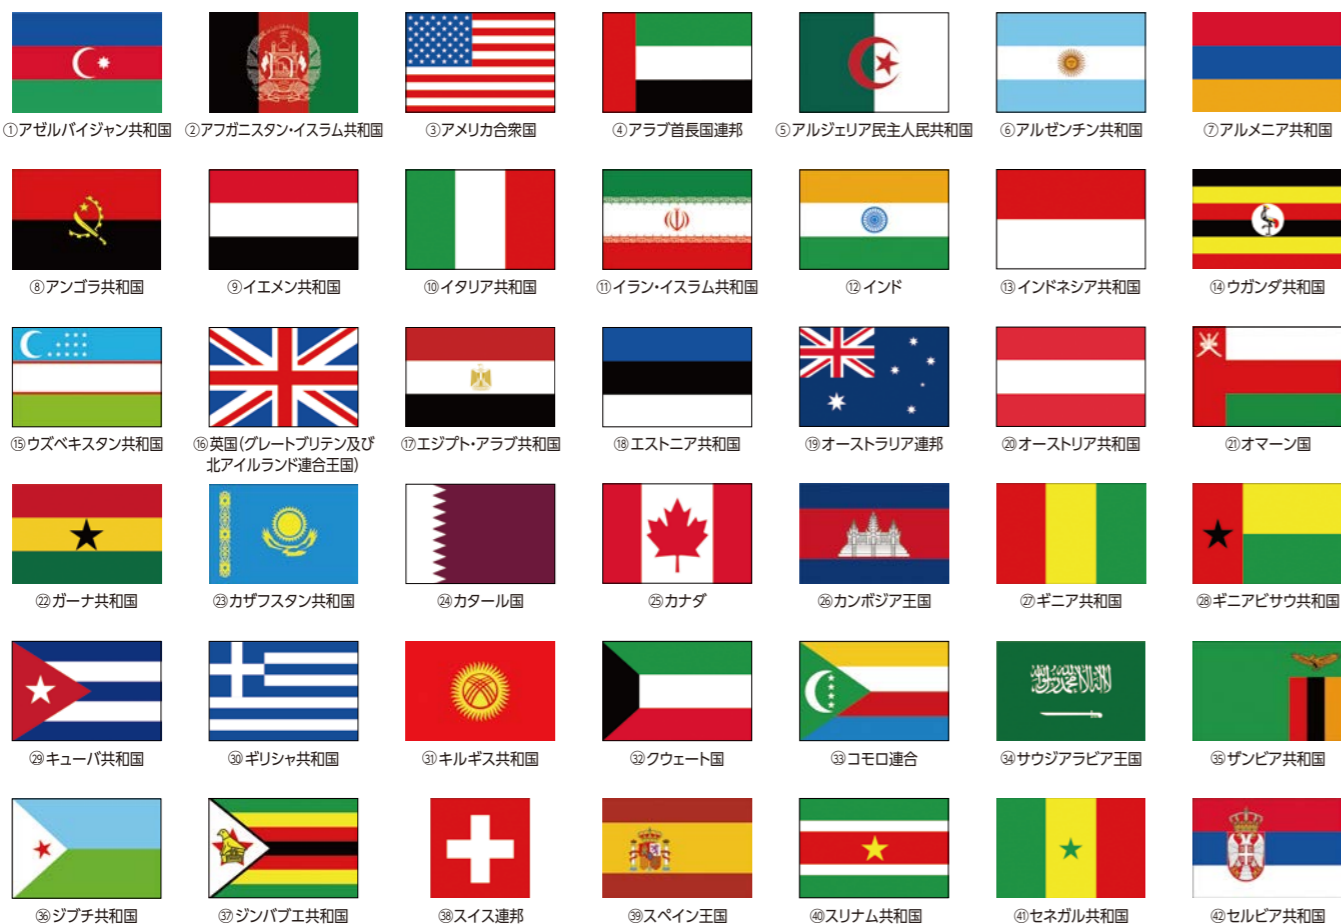 ①アゼルバイジャン共和国
②アフガニスタン・イスラム共和国
③アメリカ合衆国
④アラブ首長国連邦
⑤アルジェリア民主人民共和国
⑥アルゼンチン共和国
⑦アルメニア共和国
⑧アンゴラ共和国
⑨イエメン共和国
⑩イタリア共和国
⑪イラン・イスラム共和国
⑫インド
⑬インドネシア共和国
⑭ウガンダ共和国
⑮ウズベキスタン共和国
⑯英国(グレートブリテン及び
北アイルランド連合王国)
⑰エジプト・アラブ共和国
⑱エストニア共和国
⑲オーストラリア連邦
⑳オーストリア共和国
㉑オマーン国
㉒ガーナ共和国
㉓カザフスタン共和国
㉔カタール国
㉕カナダ
㉖カンボジア王国
㉗ギニア共和国
㉘ギニアビサウ共和国
㉙キューバ共和国
㉚ギリシャ共和国
㉛キルギス共和国
㉜クウェート国
㉝コモロ連合
㉞サウジアラビア王国
㉟ザンビア共和国
㊱ジブチ共和国
㊲ジンバブエ共和国
㊳スイス連邦
㊴スペイン王国
㊵スリナム共和国
㊶セネガル共和国
㊷セルビア共和国